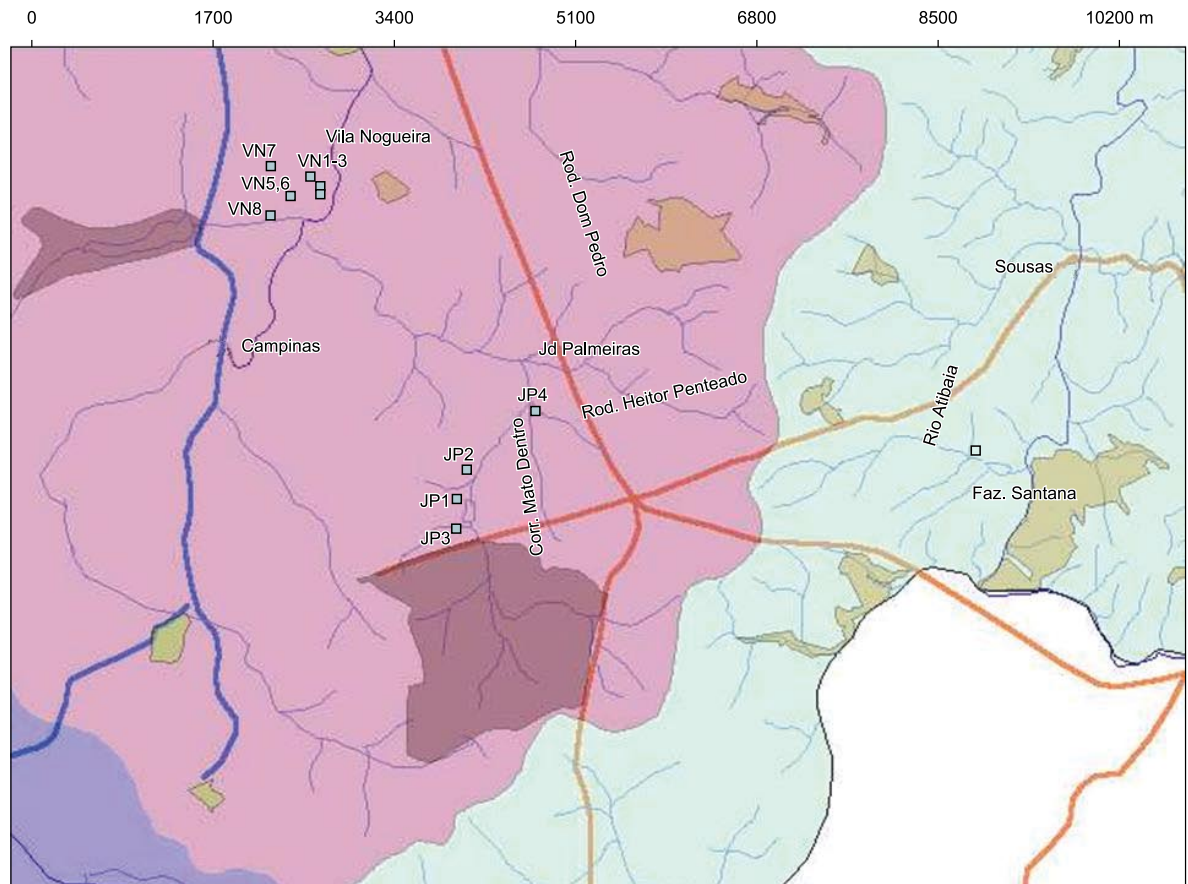 0 1700 3400 5100 6800 8500 10200 m
Vila Nogueira
VN7
VN1-3
VN5,6
VN8
Rod. Dom Pedro
Sousas
Campinas
Jd Palmeiras
Rod. Heitor Penteado
Rio Atibaia
JP4
Corr. Mato Dentro
JP2
JP1
JP3
Faz. Santana